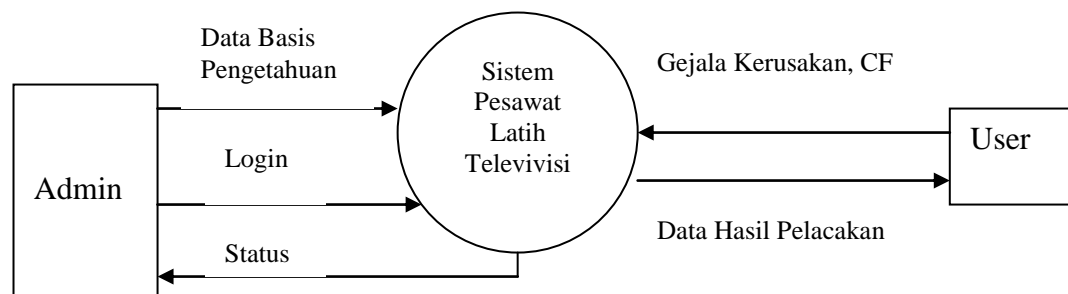 Data Basis
Pengetahuan
Login
Status
Admin
Sistem
Pesawat
Latih
Televivisi
Gejala Kerusakan, CF
User
Data Hasil Pelacakan